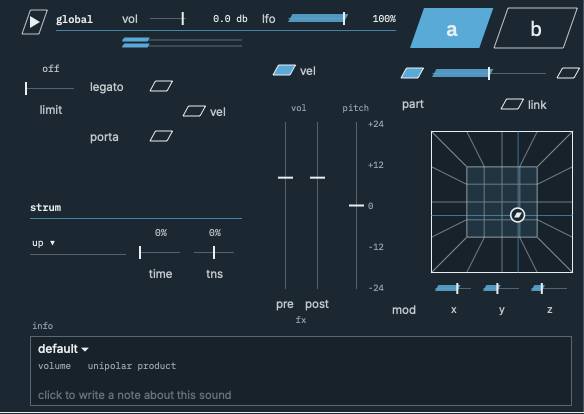 global vol 0.0 db lfo 100% a b
off vel
legato part link
limit vel vol pitch
porta +24
+12
0
-12
-24
strum
up ▾ 0% 0%
time tns
pre post mod x y z
fx
info
default ▾
volume unipolar product
click to write a note about this sound